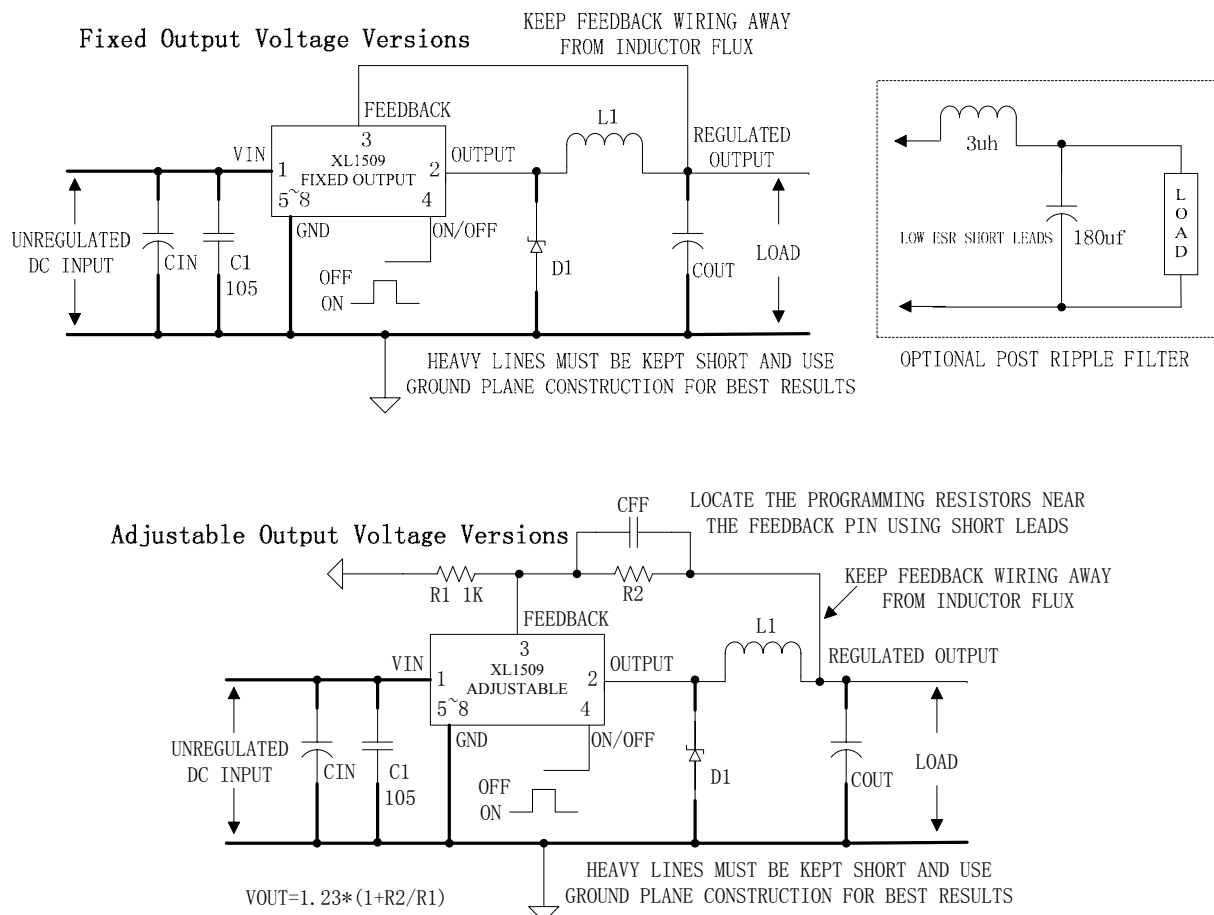 Fixed Output Voltage Versions
KEEP FEEDBACK WIRING AWAY
FROM INDUCTOR FLUX
FEEDBACK
3
L1
VIN
1
XL1509
FIXED OUTPUT
2
OUTPUT
REGULATED
OUTPUT
5~8
4
GND
ON/OFF
UNREGULATED
DC INPUT
CIN
C1
105
OFF
ON
D1
COUT
LOAD
HEAVY LINES MUST BE KEPT SHORT AND USE
GROUND PLANE CONSTRUCTION FOR BEST RESULTS
3uh
LOW ESR SHORT LEADS
180uf
LOAD
OPTIONAL POST RIPPLE FILTER
Adjustable Output Voltage Versions
CFF
LOCATE THE PROGRAMMING RESISTORS NEAR
THE FEEDBACK PIN USING SHORT LEADS
R1 1K
R2
KEEP FEEDBACK WIRING AWAY
FROM INDUCTOR FLUX
FEEDBACK
3
L1
VIN
1
XL1509
ADJUSTABLE
2
OUTPUT
REGULATED OUTPUT
5~8
4
GND
ON/OFF
UNREGULATED
DC INPUT
CIN
C1
105
OFF
ON
D1
COUT
LOAD
HEAVY LINES MUST BE KEPT SHORT AND USE
GROUND PLANE CONSTRUCTION FOR BEST RESULTS
VOUT=1.23*(1+R2/R1)